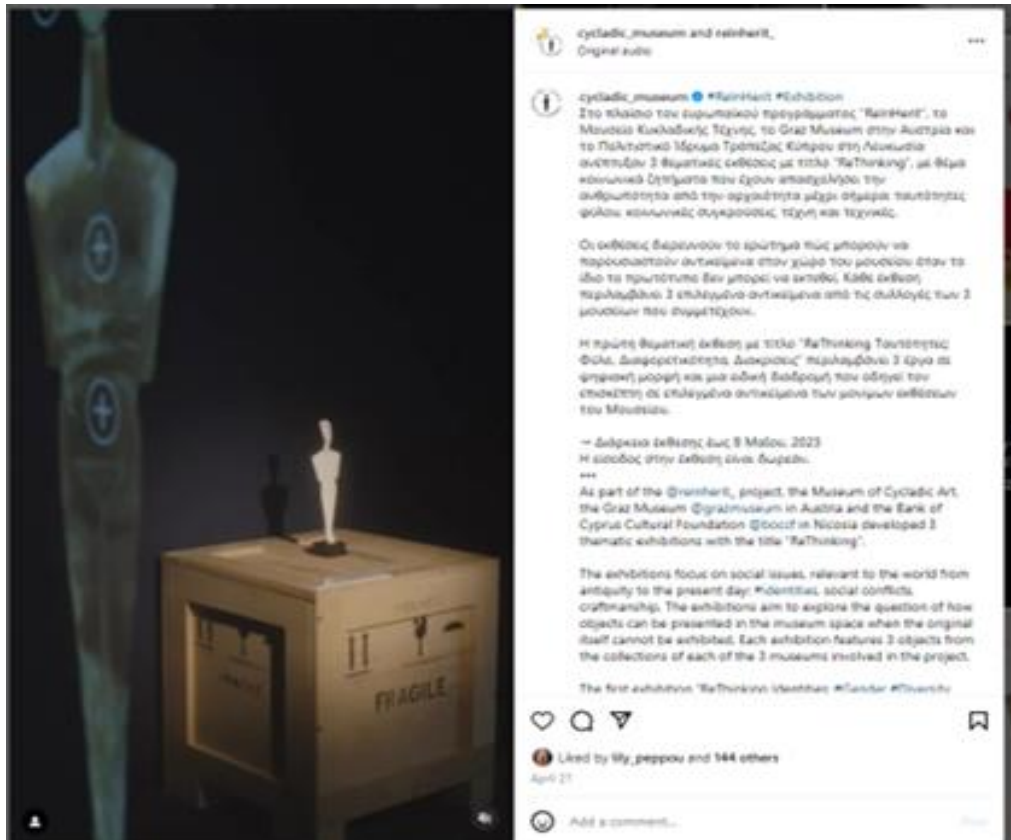 cycladic_museum and reinherit_
Original audio
cycladic_museum #ReInHerit #Exhibition
Στο πλαίσιο του ευρωπαϊκού προγράμματος "ReInHerit", το
Μουσείο Κυκλαδικής Τέχνης, το Graz Museum στην Αυστρία και
το Πολιτιστικό Ίδρυμα Τράπεζας Κύπρου στη Λευκωσία
ανέπτυξαν 3 θεματικές εκθέσεις με τίτλο "ReThinking", με θέμα
κοινωνικά ζητήματα που έχουν απασχολήσει την
ανθρωπότητα από την αρχαιότητα μέχρι σήμερα: ταυτότητες
φύλου, κοινωνικές συγκρούσεις, τέχνη και τεχνικές.
Οι εκθέσεις διερευνούν το ερώτημα πώς μπορούν να
παρουσιαστούν αντικείμενα στον χώρο του μουσείου όταν το
ίδιο το πρωτότυπο δεν μπορεί να εκτεθεί. Κάθε έκθεση
περιλαμβάνει 3 επιλεγμένα αντικείμενα από τις συλλογές των 3
μουσείων που συμμετέχουν.
Η πρώτη θεματική έκθεση με τίτλο "ReThinking Ταυτότητες:
Φύλο, Διαφορετικότητα, Διακρίσεις" περιλαμβάνει 3 έργα σε
ψηφιακή μορφή και μια ειδική διαδρομή που οδηγεί τον
επισκέπτη σε επιλεγμένα αντικείμενα των μόνιμων εκθέσεων
του Μουσείου.
→ Διάρκεια έκθεσης έως 8 Μαΐου, 2023
Η είσοδος στην έκθεση είναι δωρεάν.
•••
As part of the @reinherit_ project, the Museum of Cycladic Art,
the Graz Museum @grazmuseum in Austria and the Bank of
Cyprus Cultural Foundation @boccf in Nicosia developed 3
thematic exhibitions with the title "ReThinking".
The exhibitions focus on social issues, relevant to the world from
antiquity to the present day: #identities, social conflicts,
craftmanship. The exhibitions aim to explore the question of how
objects can be presented in the museum space when the original
itself cannot be exhibited. Each exhibition features 3 objects from
the collections of each of the 3 museums involved in the project.
The first exhibition "ReThinking Identities: #Gender #Diversity
FRAGILE
Liked by lily_peppou and 144 others
April 21
Add a comment...
Post